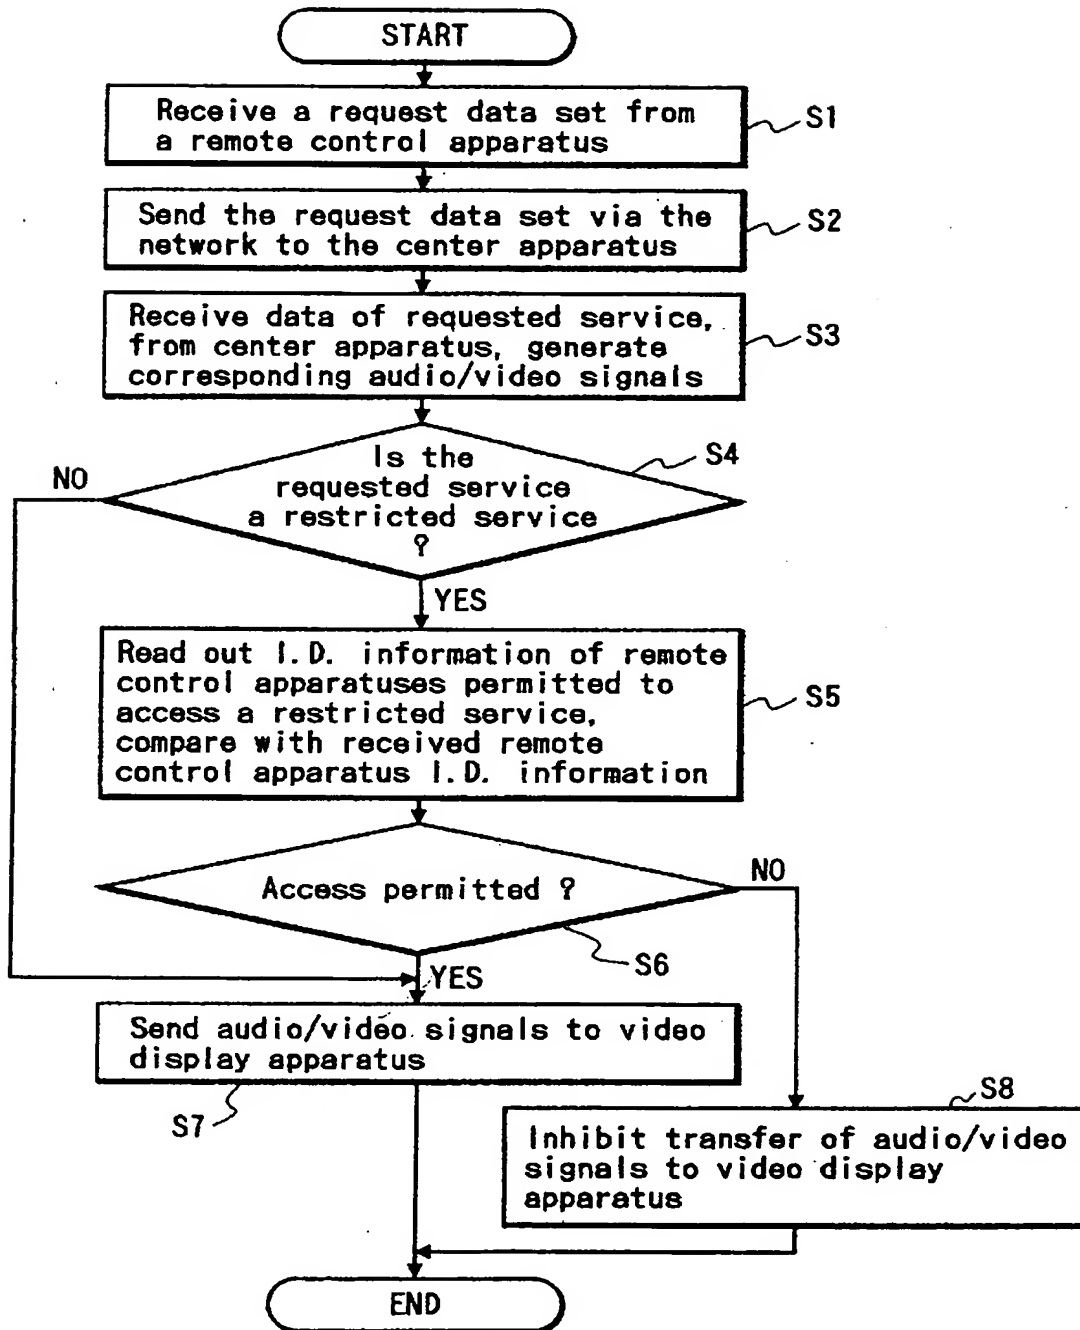 START
Receive a request data set from
a remote control apparatus
S1
Send the request data set via the
network to the center apparatus
S2
Receive data of requested service,
from center apparatus, generate
corresponding audio/video signals
S3
Is the
requested service
a restricted service
?
S4
NO
YES
Read out I.D. information of remote
control apparatuses permitted to
access a restricted service,
compare with received remote
control apparatus I.D. information
S5
Access permitted ?
NO
S6
YES
Send audio/video signals to video
display apparatus
S7
S8
Inhibit transfer of audio/video
signals to video display
apparatus
END